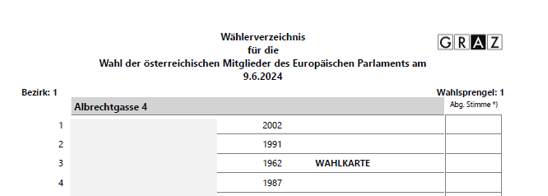 Wählerverzeichnis
für die
Wahl der österreichischen Mitglieder des Europäischen Parlaments am
9.6.2024
GRAZ
Bezirk: 1 Wahlsprengel: 1
Albrechtgasse 4 Abg. Stimme *)
1 2002
2 1991
3 1962 WAHLKARTE
4 1987